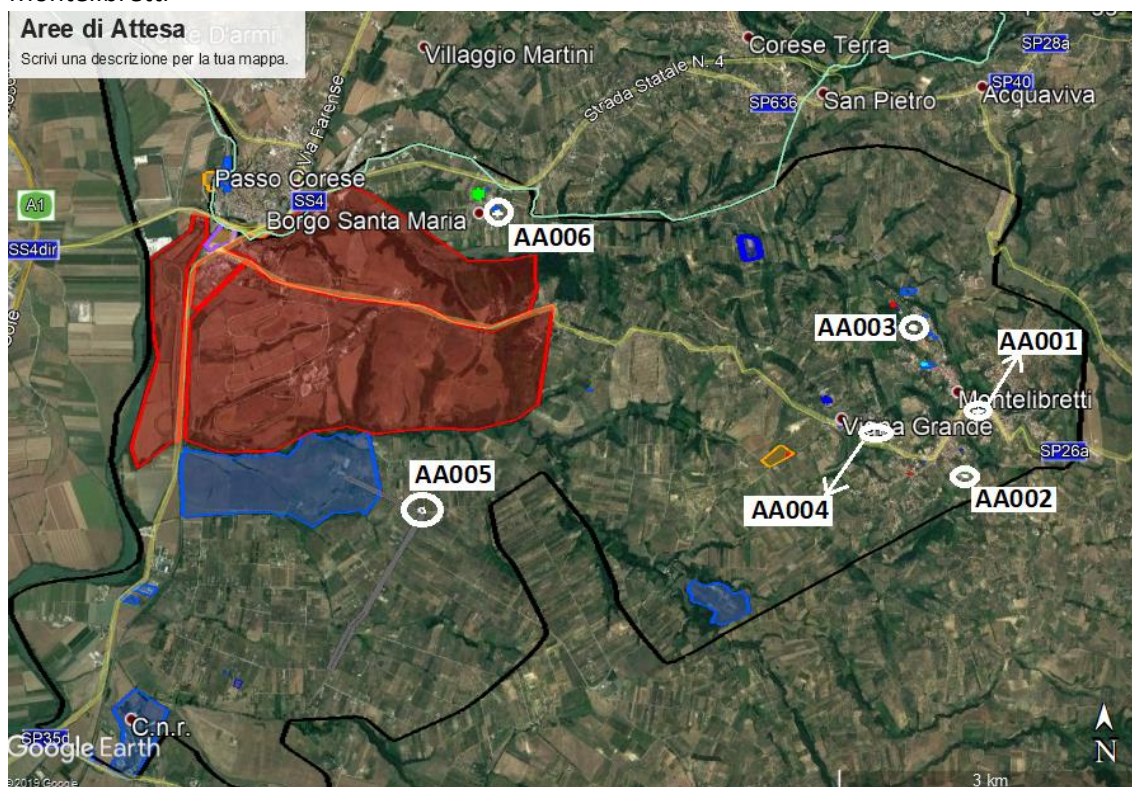 Montelibretti
Aree di Attesa
Scrivi una descrizione per la tua mappa.
D'armi
Villaggio Martini
Corese Terra
SP28a
Strada Statale N. 4
SP636
San Pietro
SP40
Acquaviva
Via Farense
Passo Corese
A1
SS4
Borgo Santa Maria
AA006
SS4dir
Sole
AA003
AA001
Montelibretti
Vigna Grande
SP26a
AA005
AA004
AA002
C.n.r.
SP35d
Google Earth
©2019 Google
N
3 km